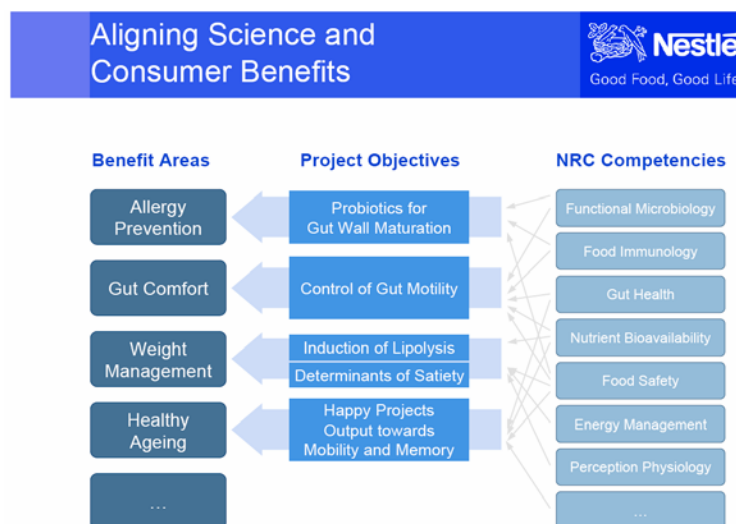 Aligning Science and
Consumer Benefits
Nestle
Good Food, Good Life
Benefit Areas
Project Objectives
NRC Competencies
Allergy
Prevention
Probiotics for
Gut Wall Maturation
Functional Microbiology
Food Immunology
Gut Comfort
Control of Gut Motility
Gut Health
Weight
Management
Induction of Lipolysis
Determinants of Satiety
Nutrient Bioavailability
Food Safety
Healthy
Ageing
Happy Projects
Output towards
Mobility and Memory
Energy Management
Perception Physiology
...
...